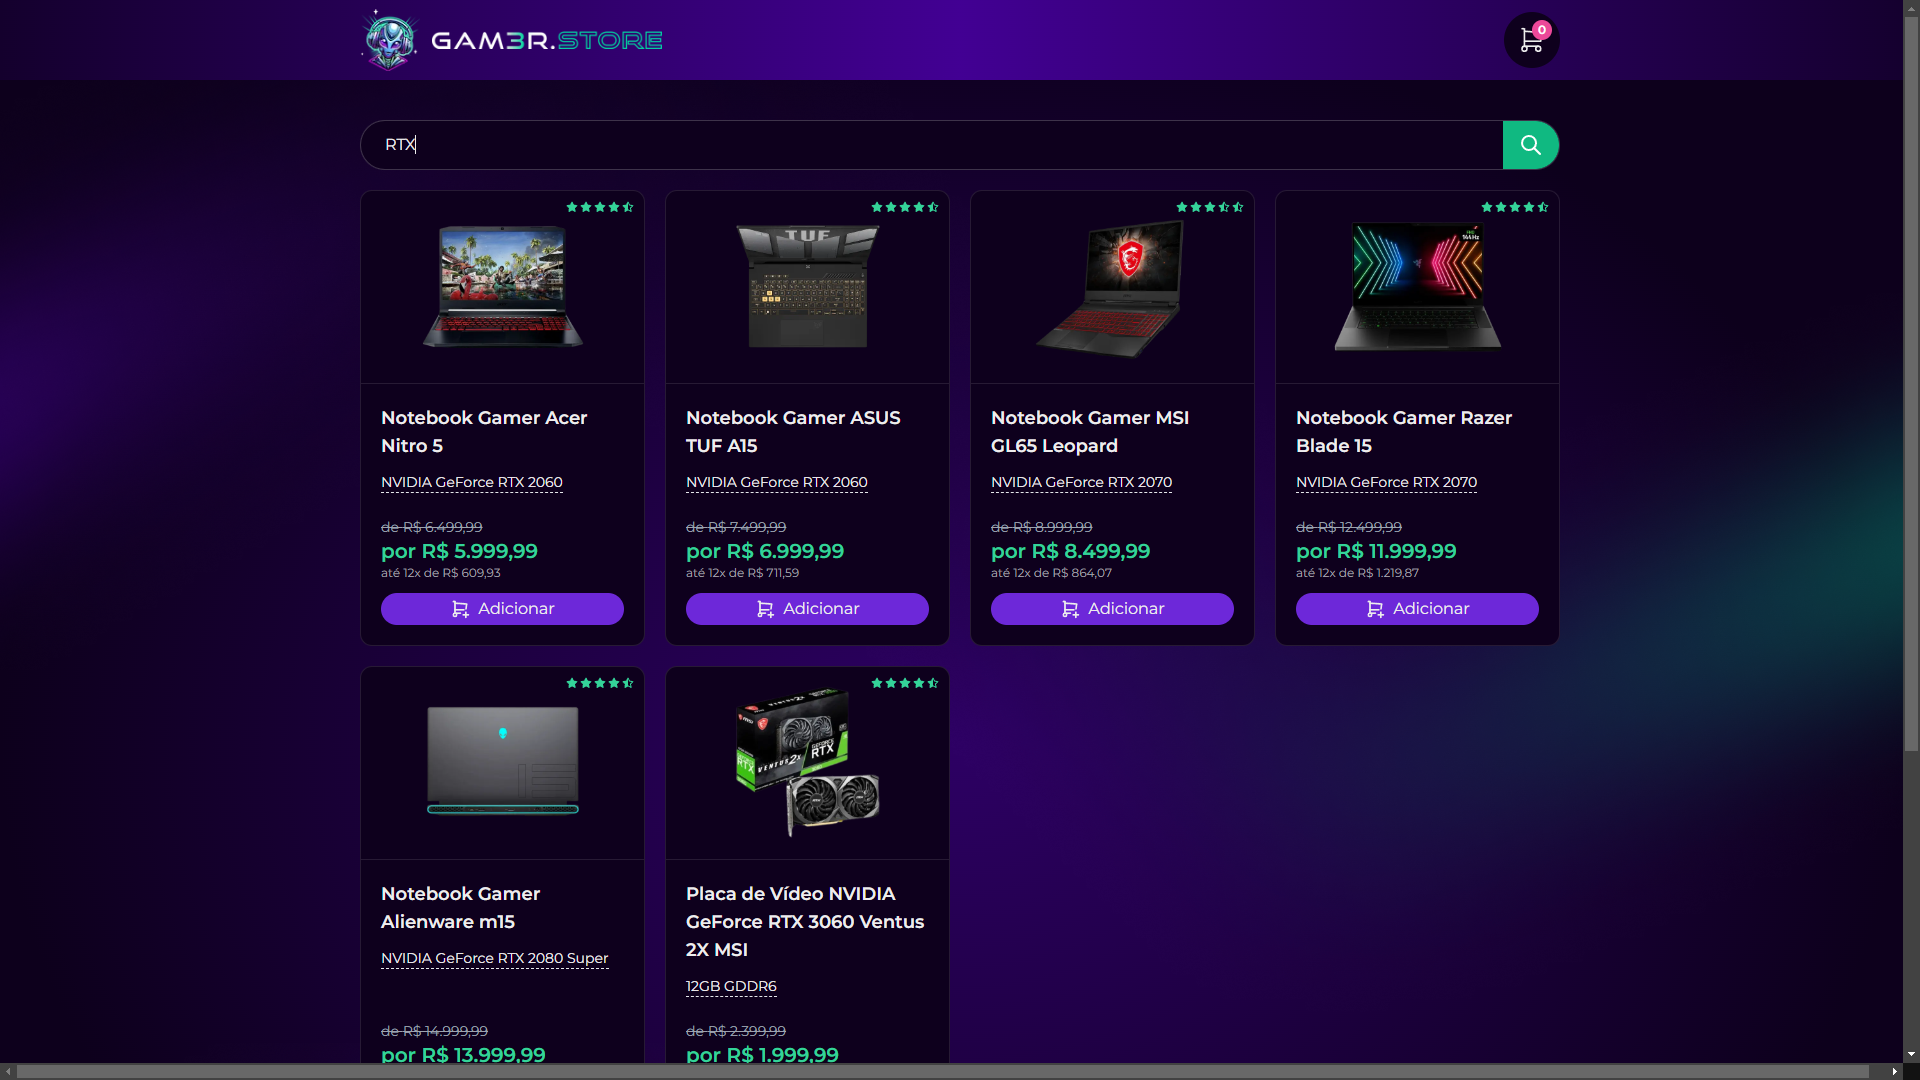 GAM3R.STORE
0
RTX
Notebook Gamer Acer
Nitro 5
NVIDIA GeForce RTX 2060
de R$ 6.499,99
por R$ 5.999,99
até 12x de R$ 609,93
Adicionar
TUF
Notebook Gamer ASUS
TUF A15
NVIDIA GeForce RTX 2060
de R$ 7.499,99
por R$ 6.999,99
até 12x de R$ 711,59
Adicionar
Notebook Gamer MSI
GL65 Leopard
NVIDIA GeForce RTX 2070
de R$ 8.999,99
por R$ 8.499,99
até 12x de R$ 864,07
Adicionar
144Hz
Notebook Gamer Razer
Blade 15
NVIDIA GeForce RTX 2070
de R$ 12.499,99
por R$ 11.999,99
até 12x de R$ 1.219,87
Adicionar
Notebook Gamer
Alienware m15
NVIDIA GeForce RTX 2080 Super
de R$ 14.999,99
por R$ 13.999,99
VENTUS 2X
GEFORCE
RTX
RTX
Placa de Vídeo NVIDIA
GeForce RTX 3060 Ventus
2X MSI
12GB GDDR6
de R$ 2.399,99
por R$ 1.999,99